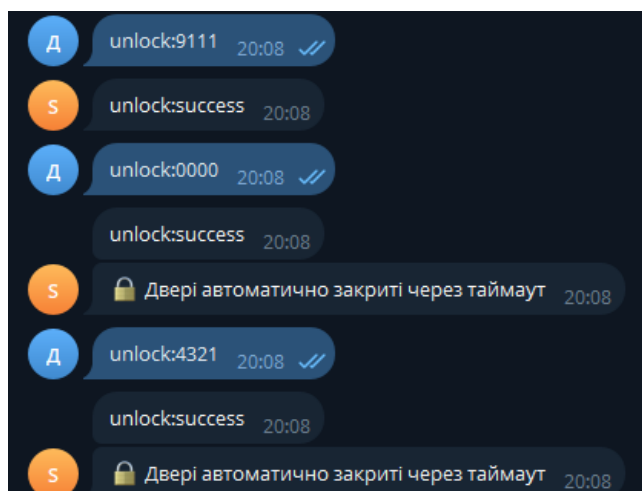 Д unlock:9111 20:08
S unlock:success 20:08
Д unlock:0000 20:08
unlock:success 20:08
S 🔒 Двері автоматично закриті через таймаут 20:08
Д unlock:4321 20:08
unlock:success 20:08
S 🔒 Двері автоматично закриті через таймаут 20:08